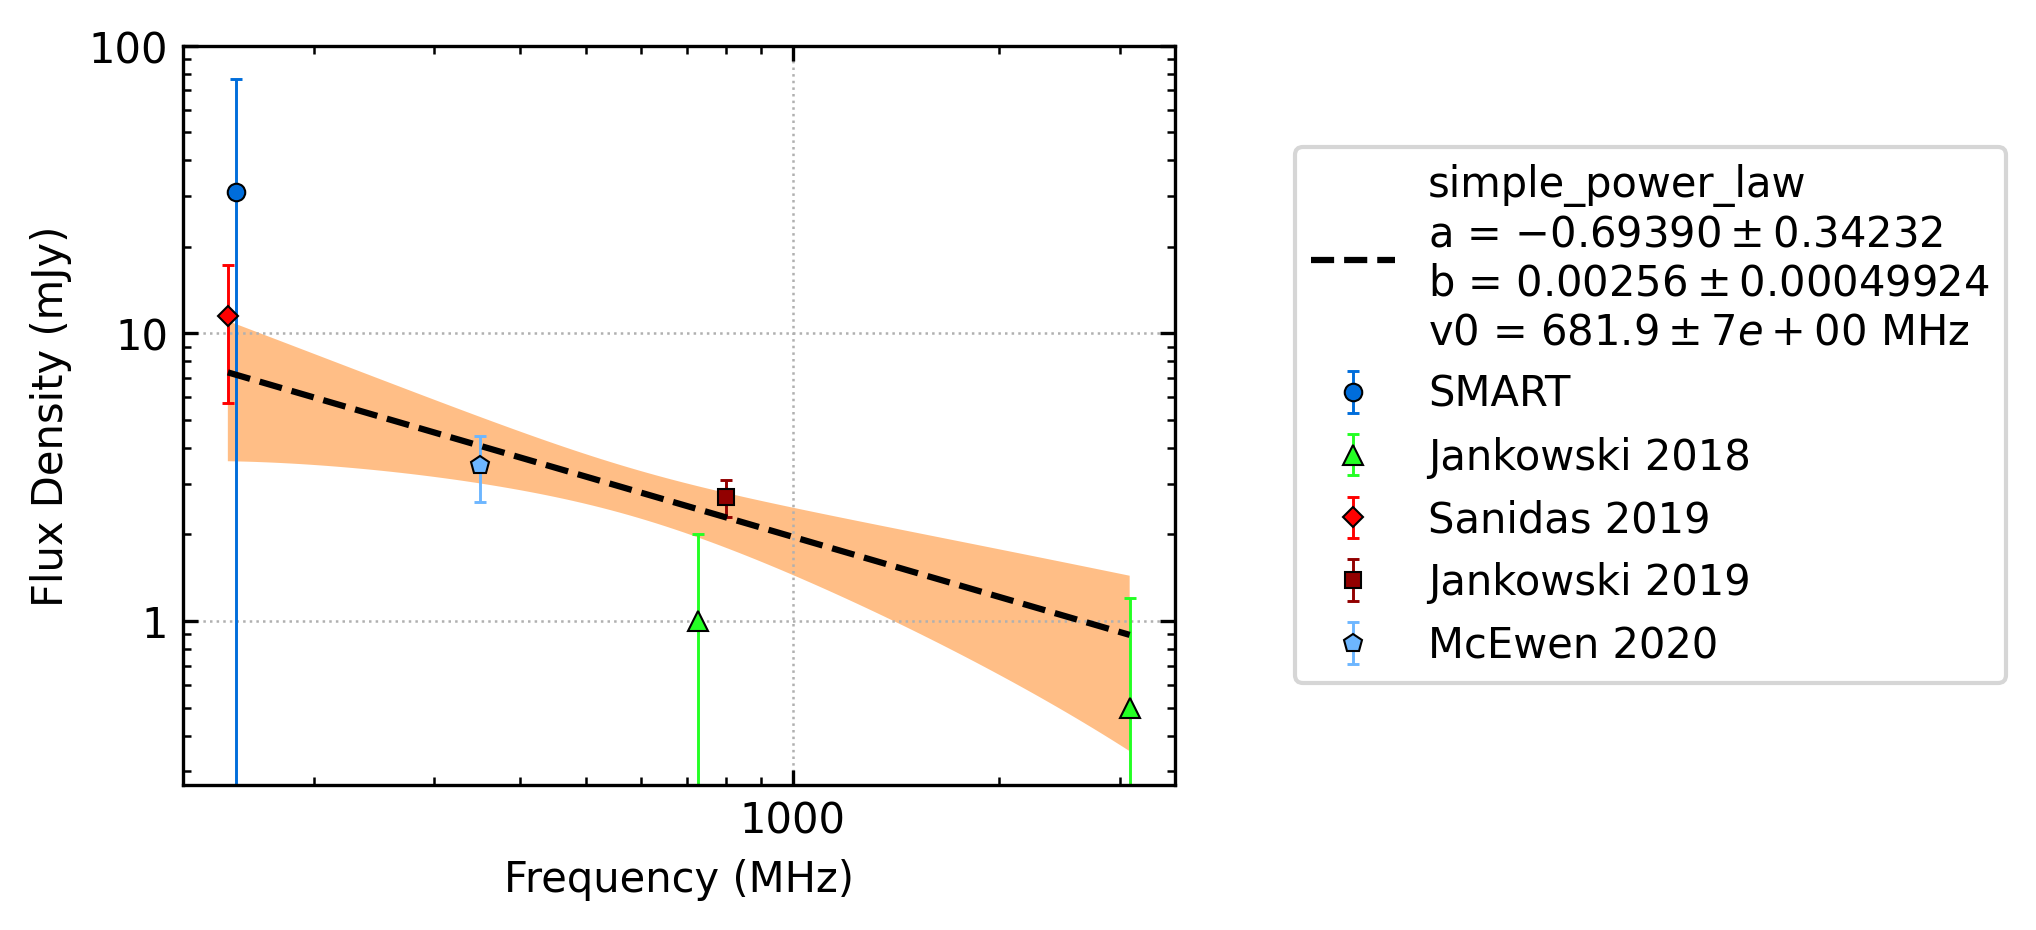 100
10
1
Flux Density (mJy)
1000
Frequency (MHz)
simple_power_law
a = −0.69390 ± 0.34232
b = 0.00256 ± 0.00049924
v0 = 681.9 ± 7e + 00 MHz
SMART
Jankowski 2018
Sanidas 2019
Jankowski 2019
McEwen 2020